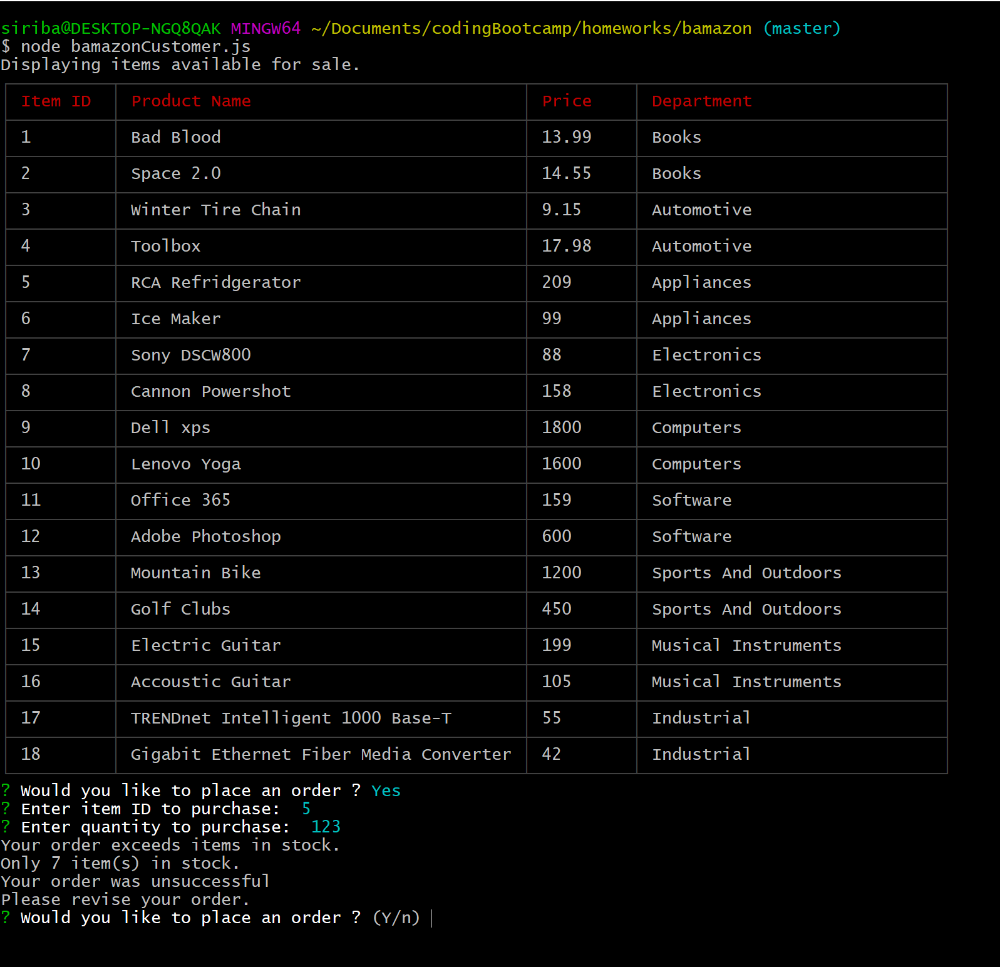 siriba@DESKTOP-NGQ8QAK MINGW64 ~/Documents/codingBootcamp/homeworks/bamazon (master)
$ node bamazonCustomer.js
Displaying items available for sale.
Item ID Product Name Price Department
1 Bad Blood 13.99 Books
2 Space 2.0 14.55 Books
3 Winter Tire Chain 9.15 Automotive
4 Toolbox 17.98 Automotive
5 RCA Refridgerator 209 Appliances
6 Ice Maker 99 Appliances
7 Sony DSCW800 88 Electronics
8 Cannon Powershot 158 Electronics
9 Dell xps 1800 Computers
10 Lenovo Yoga 1600 Computers
11 Office 365 159 Software
12 Adobe Photoshop 600 Software
13 Mountain Bike 1200 Sports And Outdoors
14 Golf Clubs 450 Sports And Outdoors
15 Electric Guitar 199 Musical Instruments
16 Accoustic Guitar 105 Musical Instruments
17 TRENDnet Intelligent 1000 Base-T 55 Industrial
18 Gigabit Ethernet Fiber Media Converter 42 Industrial
? Would you like to place an order ? Yes
? Enter item ID to purchase:  5
? Enter quantity to purchase:  123
Your order exceeds items in stock.
Only 7 item(s) in stock.
Your order was unsuccessful
Please revise your order.
? Would you like to place an order ? (Y/n)